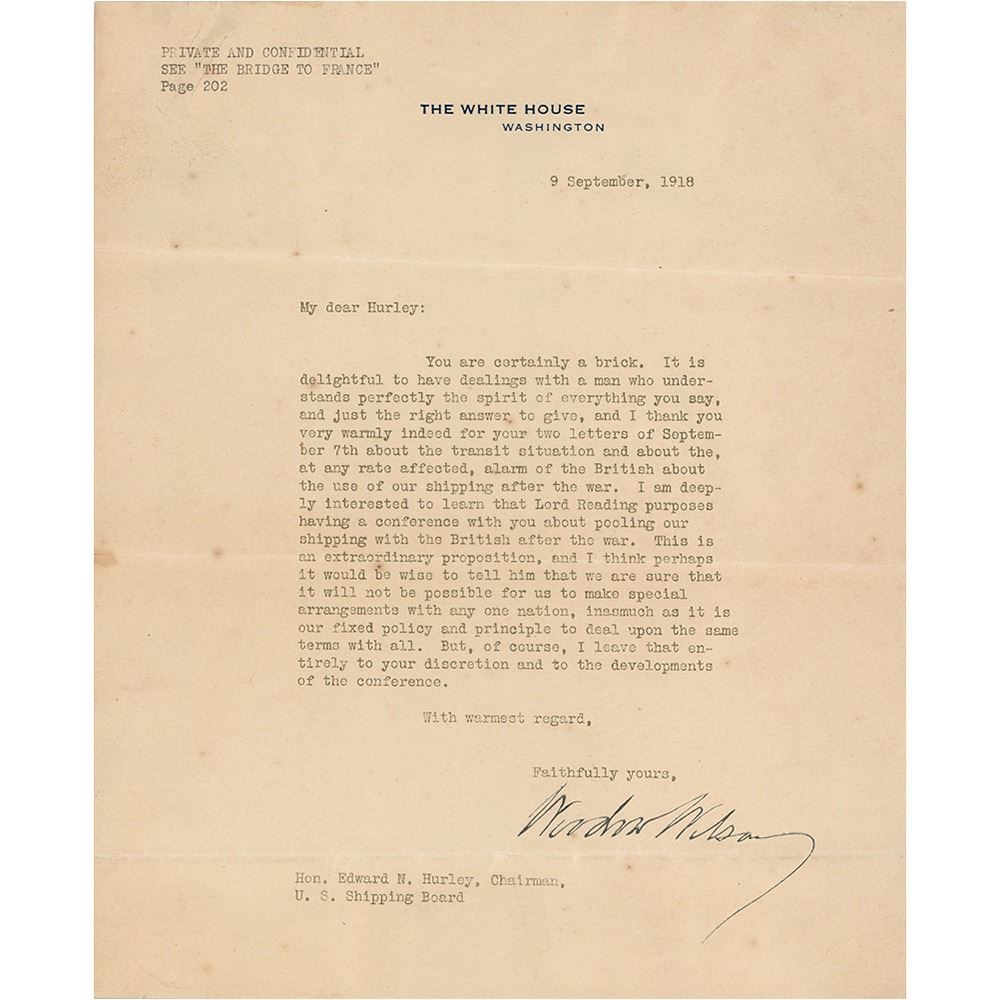 PRIVATE AND CONFIDENTIAL
SEE "THE BRIDGE TO FRANCE"
Page 202
THE WHITE HOUSE
WASHINGTON
9 September, 1918
My dear Hurley:
You are certainly a brick. It is
delightful to have dealings with a man who under-
stands perfectly the spirit of everything you say,
and just the right answer to give, and I thank you
very warmly indeed for your two letters of Septem-
ber 7th about the transit situation and about the,
at any rate affected, alarm of the British about
the use of our shipping after the war. I am deep-
ly interested to learn that Lord Reading purposes
having a conference with you about pooling our
shipping with the British after the war. This is
an extraordinary proposition, and I think perhaps
it would be wise to tell him that we are sure that
it will not be possible for us to make special
arrangements with any one nation, inasmuch as it is
our fixed policy and principle to deal upon the same
terms with all. But, of course, I leave that en-
tirely to your discretion and to the developments
of the conference.
With warmest regard,
Faithfully yours,
Woodrow Wilson
Hon. Edward N. Hurley, Chairman,
U. S. Shipping Board